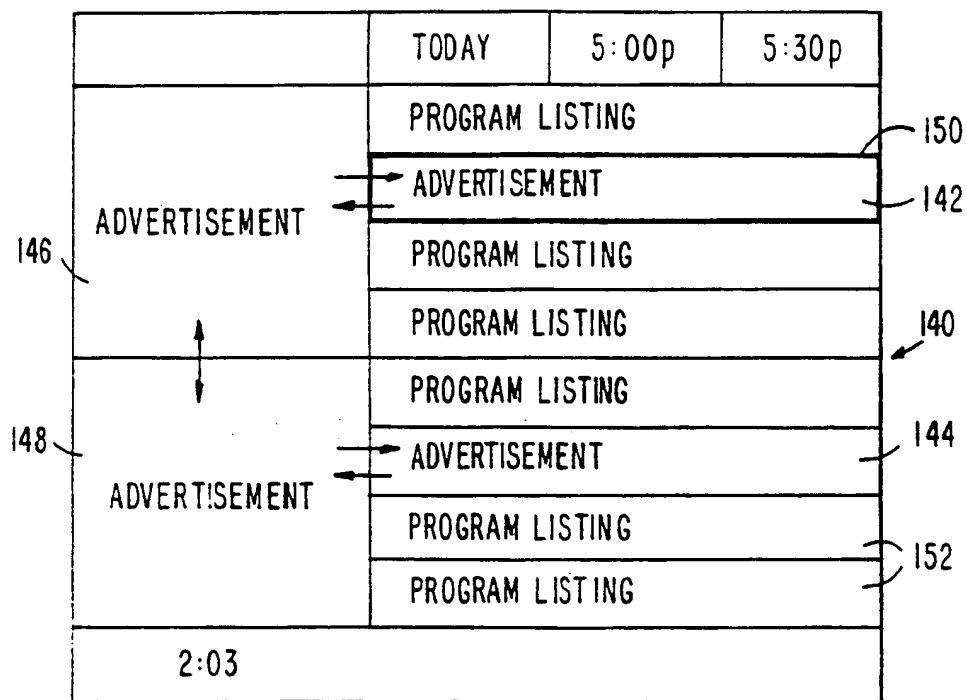 TODAY 5:00p 5:30p
PROGRAM LISTING
150
ADVERTISEMENT
142
ADVERTISEMENT
146
PROGRAM LISTING
PROGRAM LISTING
140
PROGRAM LISTING
148
ADVERTISEMENT
144
ADVERTISEMENT
PROGRAM LISTING
152
PROGRAM LISTING
2:03